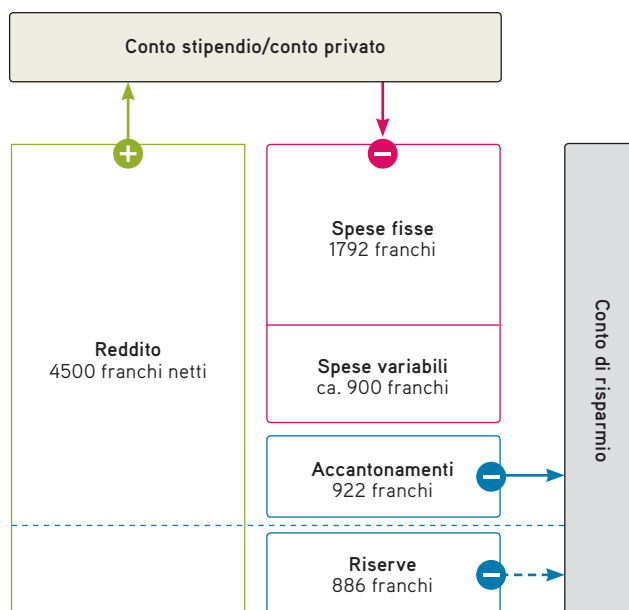 Conto stipendio/conto privato
Spese fisse
1792 franchi
Reddito
4500 franchi netti
Spese variabili
ca. 900 franchi
Accantonamenti
922 franchi
Riserve
886 franchi
Conto di risparmio